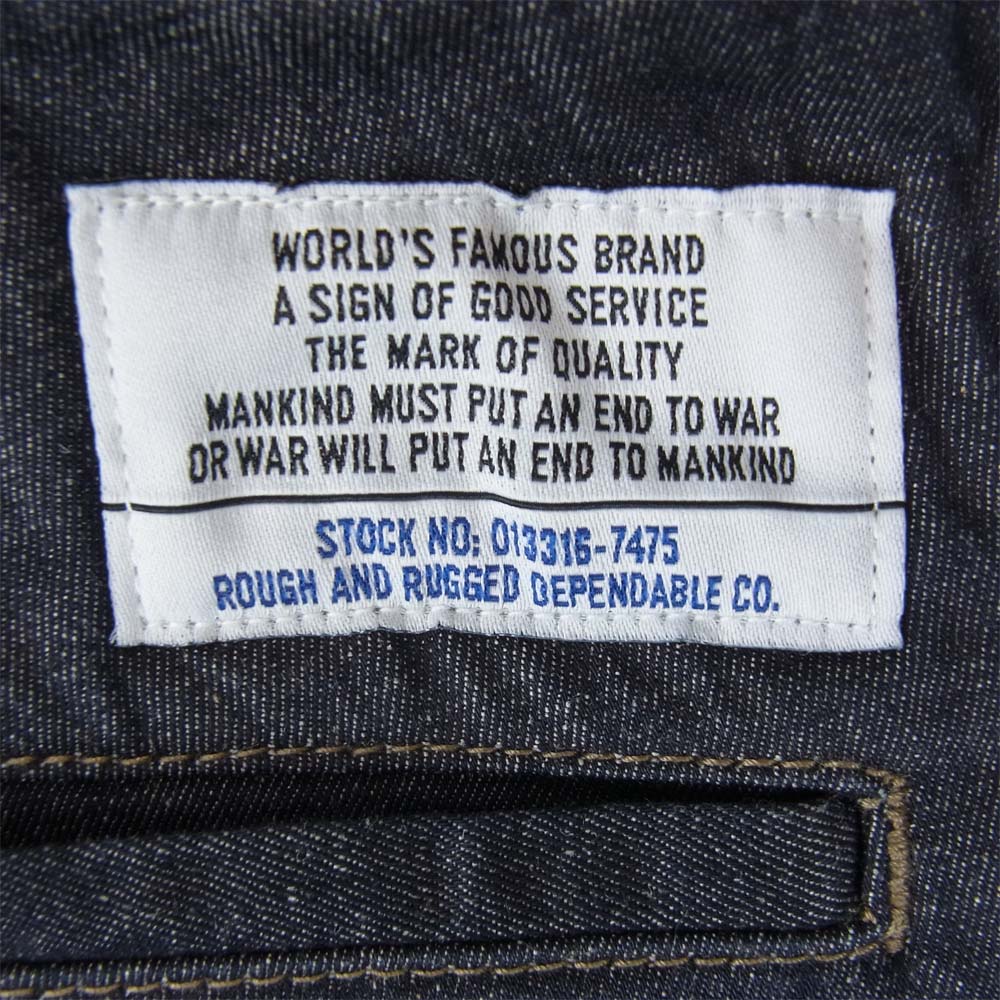 WORLD'S FAMOUS BRAND
A SIGN OF GOOD SERVICE
THE MARK OF QUALITY
MANKIND MUST PUT AN END TO WAR
OR WAR WILL PUT AN END TO MANKIND
STOCK NO: 013316-7475
ROUGH AND RUGGED DEPENDABLE CO.